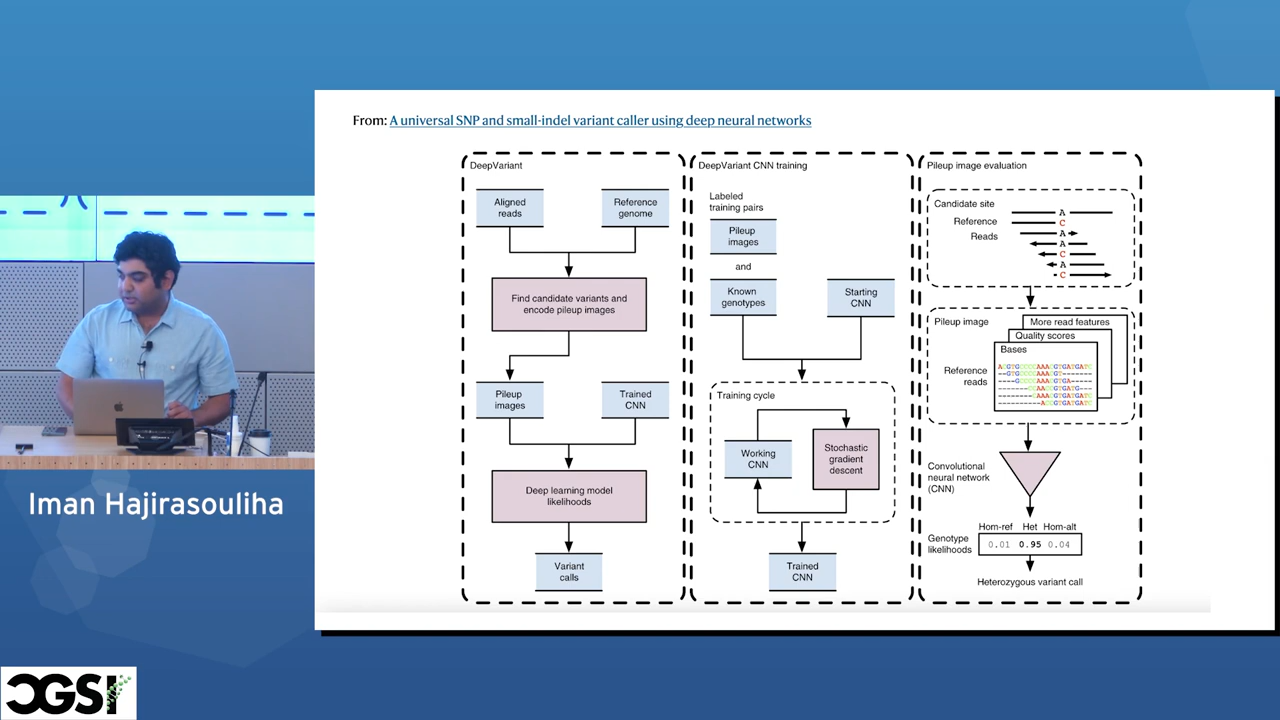 From: A universal SNP and small-indel variant caller using deep neural networks
DeepVariant
Aligned
reads
Reference
genome
Find candidate variants and
encode pileup images
Pileup
images
Trained
CNN
Deep learning model
likelihoods
Variant
calls
DeepVariant CNN training
Labeled
training pairs
Pileup
images
and
Known
genotypes
Starting
CNN
Training cycle
Working
CNN
Stochastic
gradient
descent
Trained
CNN
Pileup image evaluation
Candidate site
A
Reference
C
Reads
A
A
C
A
C
Pileup image
More read features
Quality scores
Bases
Reference
reads
Convolutional
neural network
(CNN)
Hom-ref Het Hom-alt
Genotype
likelihoods
0.01 0.95 0.04
Heterozygous variant call
Iman Hajirasouliha
CGSI